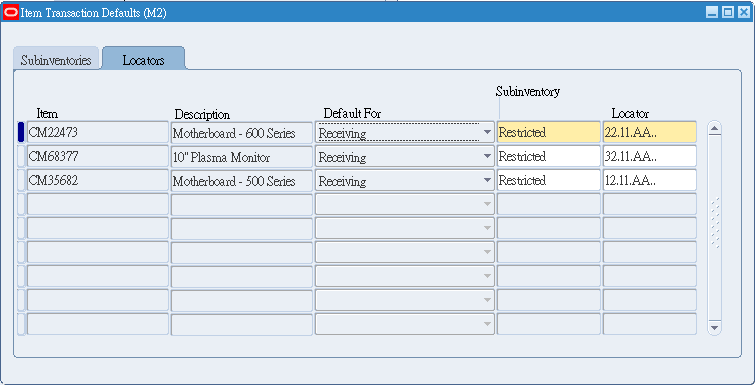 Item Transaction Defaults (M2)
Subinventories Locators
Subinventory
Item Description Default For Locator
CM22473 Motherboard - 600 Series Receiving Restricted 22.11.AA..
CM68377 10" Plasma Monitor Receiving Restricted 32.11.AA..
CM35682 Motherboard - 500 Series Receiving Restricted 12.11.AA..